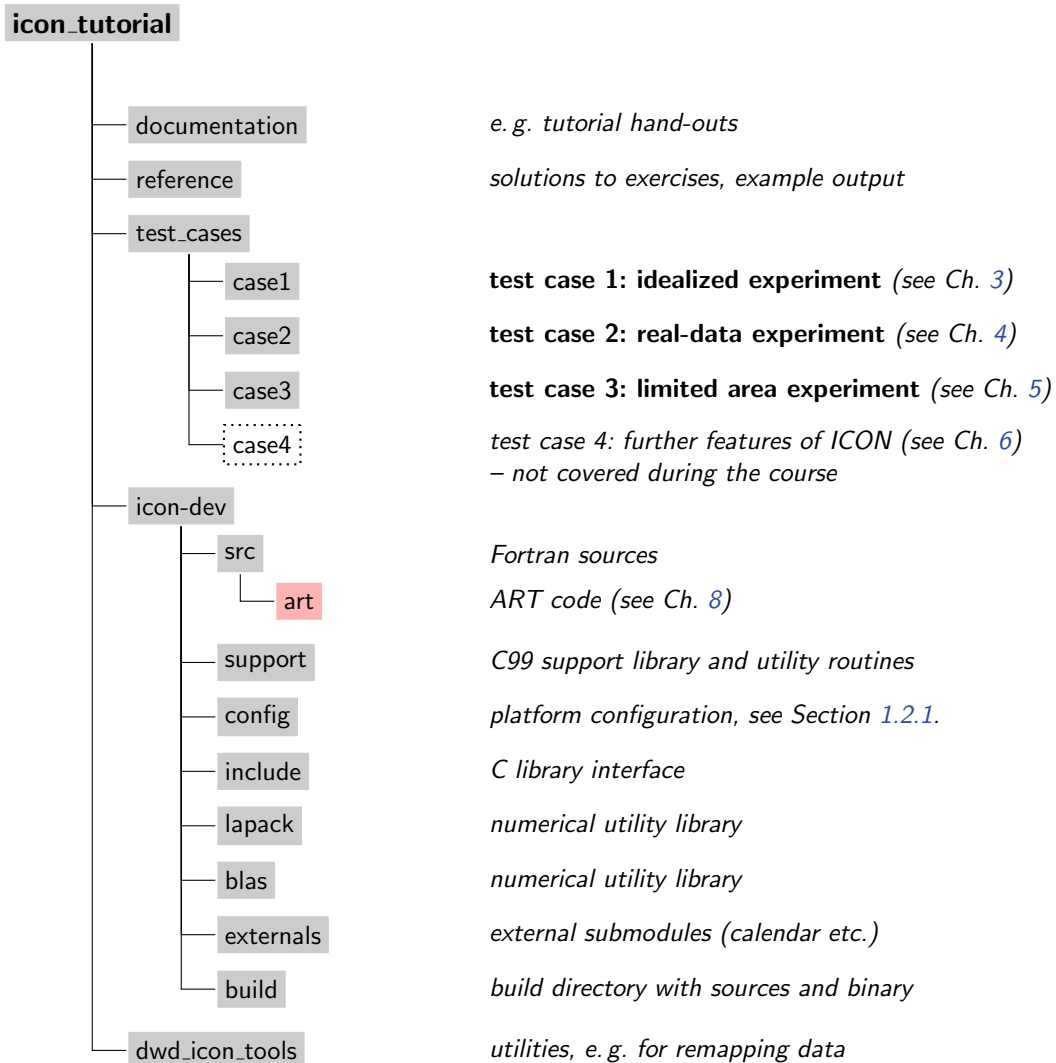 icon_tutorial
documentation e. g. tutorial hand-outs
reference solutions to exercises, example output
test_cases
case1 test case 1: idealized experiment (see Ch. 3)
case2 test case 2: real-data experiment (see Ch. 4)
case3 test case 3: limited area experiment (see Ch. 5)
case4 test case 4: further features of ICON (see Ch. 6)
– not covered during the course
icon-dev
src Fortran sources
art ART code (see Ch. 8)
support C99 support library and utility routines
config platform configuration, see Section 1.2.1.
include C library interface
lapack numerical utility library
blas numerical utility library
externals external submodules (calendar etc.)
build build directory with sources and binary
dwd_icon_tools utilities, e. g. for remapping data